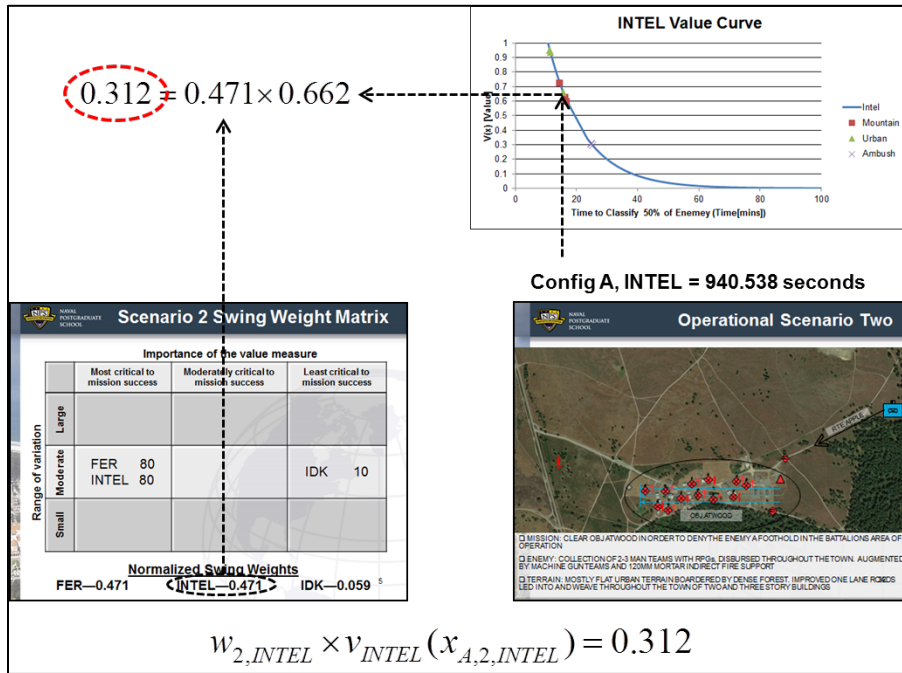 INTEL Value Curve
1
0.9
0.8
0.7
0.6
0.5
0.4
0.3
0.2
0.1
0
V(x) [Value]
0 20 40 60 80 100
Time to Classify 50% of Enemey (Time[mins])
Intel
Mountain
Urban
Ambush
0.312 = 0.471×0.662
Config A, INTEL = 940.538 seconds
NAVAL
POSTGRADUATE
SCHOOL
Scenario 2 Swing Weight Matrix
Importance of the value measure
Most critical to mission success
Moderately critical to mission success
Least critical to mission success
Range of variation
Large
Moderate
Small
FER 80
INTEL 80
IDK 10
Normalized Swing Weights
FER—0.471 INTEL—0.471 IDK—0.059 5
NAVAL
POSTGRADUATE
SCHOOL
Operational Scenario Two
RTE APPLE
OBJ ATWOOD
MISSION: CLEAR OBJ ATWOOD IN ORDER TO DENY THE ENEMY A FOOTHOLD IN THE BATTALIONS AREA OF
OPERATION
ENEMY: COLLECTION OF 2-3 MAN TEAMS WITH RPGs, DISBURSED THROUGHOUT THE TOWN. AUGMENTED
BY MACHINE GUN TEAMS AND 120MM MORTAR INDIRECT FIRE SUPPORT
TERRAIN: MOSTLY FLAT URBAN TERRAIN BOARDERED BY DENSE FOREST. IMPROVED ONE LANE
LED INTO AND WEAVE THROUGHOUT THE TOWN OF TWO AND THREE STORY BUILDINGS
w2,INTEL × vINTEL(xA,2,INTEL) = 0.312